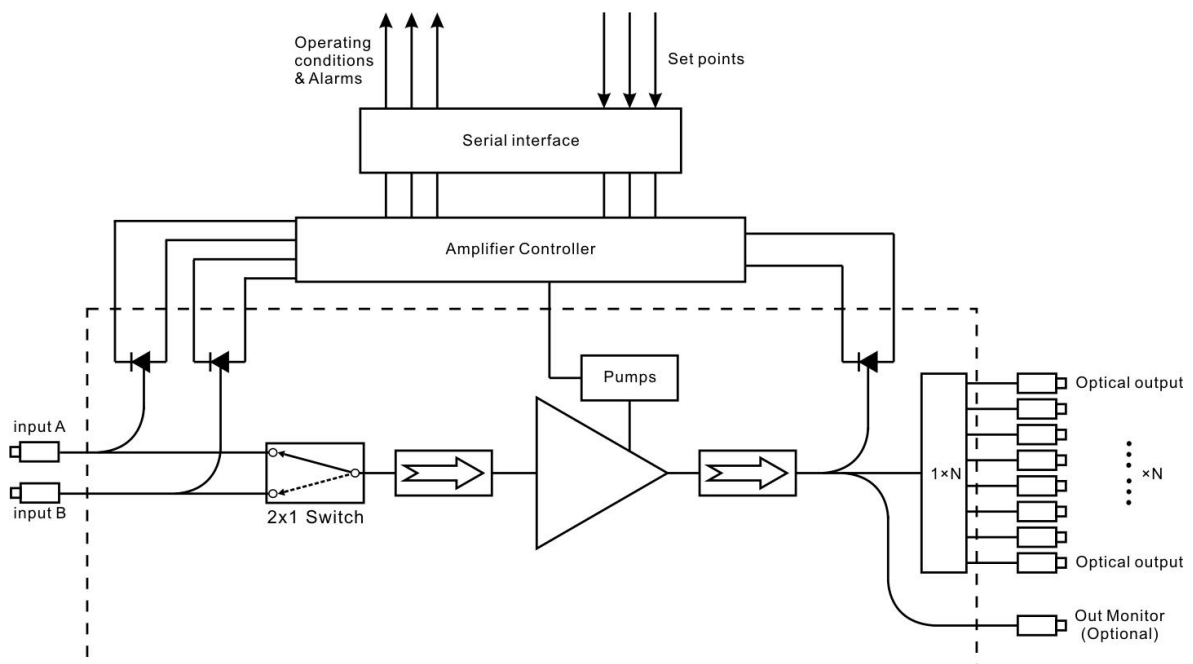 Operating
conditions
& Alarms
Set points
Serial interface
Amplifier Controller
Pumps
input A
input B
2x1 Switch
1×N
Optical output
×N
Optical output
Out Monitor
(Optional)